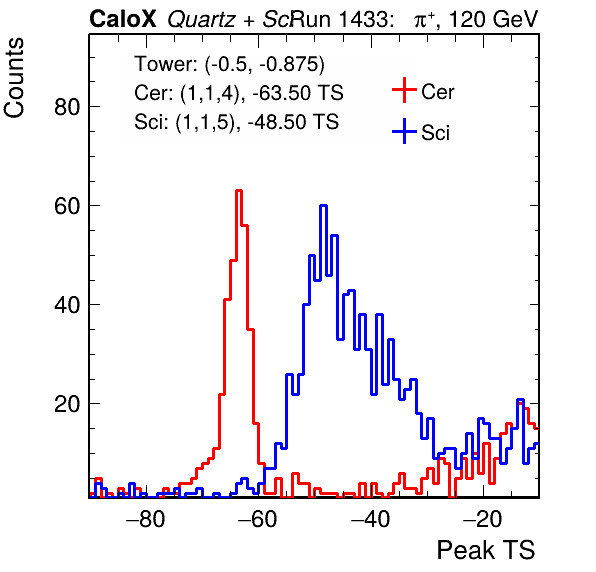 CaloX Quartz + ScRun 1433: π⁺, 120 GeV
Counts
Tower: (-0.5, -0.875)
Cer: (1,1,4), -63.50 TS
Sci: (1,1,5), -48.50 TS
Cer
Sci
80
60
40
20
−80 −60 −40 −20
Peak TS